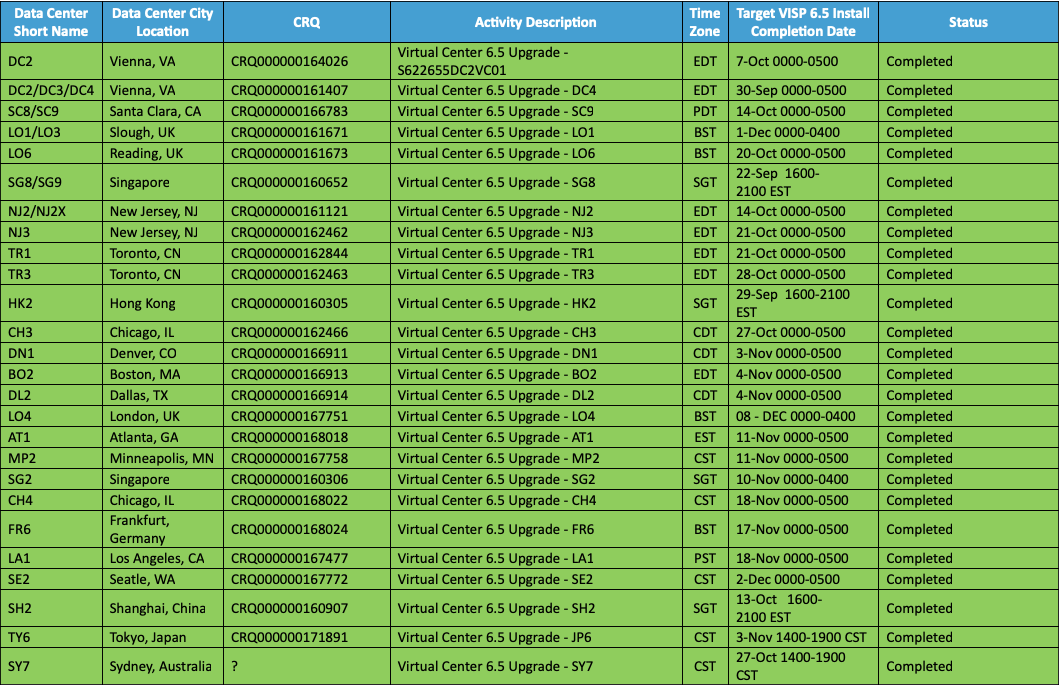 Data Center Short Name | Data Center City Location | CRQ | Activity Description | Time Zone | Target VISP 6.5 Install Completion Date | Status
DC2 | Vienna, VA | CRQ000000164026 | Virtual Center 6.5 Upgrade - S622655DC2VC01 | EDT | 7-Oct 0000-0500 | Completed
DC2/DC3/DC4 | Vienna, VA | CRQ000000161407 | Virtual Center 6.5 Upgrade - DC4 | EDT | 30-Sep 0000-0500 | Completed
SC8/SC9 | Santa Clara, CA | CRQ000000166783 | Virtual Center 6.5 Upgrade - SC9 | PDT | 14-Oct 0000-0500 | Completed
LO1/LO3 | Slough, UK | CRQ000000161671 | Virtual Center 6.5 Upgrade - LO1 | BST | 1-Dec 0000-0400 | Completed
LO6 | Reading, UK | CRQ000000161673 | Virtual Center 6.5 Upgrade - LO6 | BST | 20-Oct 0000-0500 | Completed
SG8/SG9 | Singapore | CRQ000000160652 | Virtual Center 6.5 Upgrade - SG8 | SGT | 22-Sep 1600-2100 EST | Completed
NJ2/NJ2X | New Jersey, NJ | CRQ000000161121 | Virtual Center 6.5 Upgrade - NJ2 | EDT | 14-Oct 0000-0500 | Completed
NJ3 | New Jersey, NJ | CRQ000000162462 | Virtual Center 6.5 Upgrade - NJ3 | EDT | 21-Oct 0000-0500 | Completed
TR1 | Toronto, CN | CRQ000000162844 | Virtual Center 6.5 Upgrade - TR1 | EDT | 21-Oct 0000-0500 | Completed
TR3 | Toronto, CN | CRQ000000162463 | Virtual Center 6.5 Upgrade - TR3 | EDT | 28-Oct 0000-0500 | Completed
HK2 | Hong Kong | CRQ000000160305 | Virtual Center 6.5 Upgrade - HK2 | SGT | 29-Sep 1600-2100 EST | Completed
CH3 | Chicago, IL | CRQ000000162466 | Virtual Center 6.5 Upgrade - CH3 | CDT | 27-Oct 0000-0500 | Completed
DN1 | Denver, CO | CRQ000000166911 | Virtual Center 6.5 Upgrade - DN1 | CDT | 3-Nov 0000-0500 | Completed
BO2 | Boston, MA | CRQ000000166913 | Virtual Center 6.5 Upgrade - BO2 | EDT | 4-Nov 0000-0500 | Completed
DL2 | Dallas, TX | CRQ000000166914 | Virtual Center 6.5 Upgrade - DL2 | CDT | 4-Nov 0000-0500 | Completed
LO4 | London, UK | CRQ000000167751 | Virtual Center 6.5 Upgrade - LO4 | BST | 08 - DEC 0000-0400 | Completed
AT1 | Atlanta, GA | CRQ000000168018 | Virtual Center 6.5 Upgrade - AT1 | EST | 11-Nov 0000-0500 | Completed
MP2 | Minneapolis, MN | CRQ000000167758 | Virtual Center 6.5 Upgrade - MP2 | CST | 11-Nov 0000-0500 | Completed
SG2 | Singapore | CRQ000000160306 | Virtual Center 6.5 Upgrade - SG2 | SGT | 10-Nov 0000-0400 | Completed
CH4 | Chicago, IL | CRQ000000168022 | Virtual Center 6.5 Upgrade - CH4 | CST | 18-Nov 0000-0500 | Completed
FR6 | Frankfurt, Germany | CRQ000000168024 | Virtual Center 6.5 Upgrade - FR6 | BST | 17-Nov 0000-0500 | Completed
LA1 | Los Angeles, CA | CRQ000000167477 | Virtual Center 6.5 Upgrade - LA1 | PST | 18-Nov 0000-0500 | Completed
SE2 | Seatle, WA | CRQ000000167772 | Virtual Center 6.5 Upgrade - SE2 | CST | 2-Dec 0000-0500 | Completed
SH2 | Shanghai, China | CRQ000000160907 | Virtual Center 6.5 Upgrade - SH2 | SGT | 13-Oct 1600-2100 EST | Completed
TY6 | Tokyo, Japan | CRQ000000171891 | Virtual Center 6.5 Upgrade - JP6 | CST | 3-Nov 1400-1900 CST | Completed
SY7 | Sydney, Australia | ? | Virtual Center 6.5 Upgrade - SY7 | CST | 27-Oct 1400-1900 CST | Completed